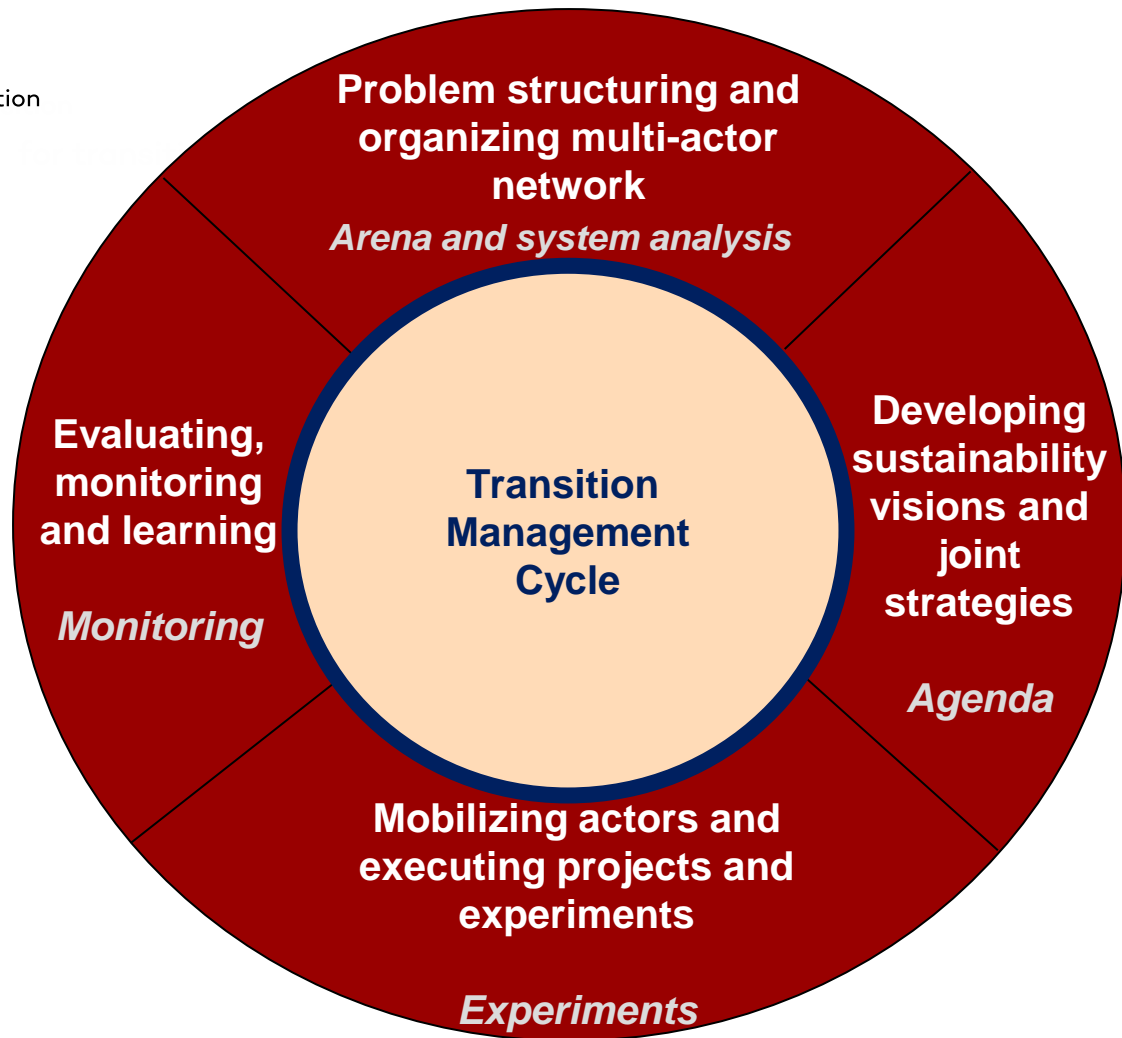 Problem structuring and
organizing multi-actor
network
Arena and system analysis
Developing
sustainability
visions and
joint
strategies
Agenda
Mobilizing actors and
executing projects and
experiments
Experiments
Evaluating,
monitoring
and learning
Monitoring
Transition
Management
Cycle